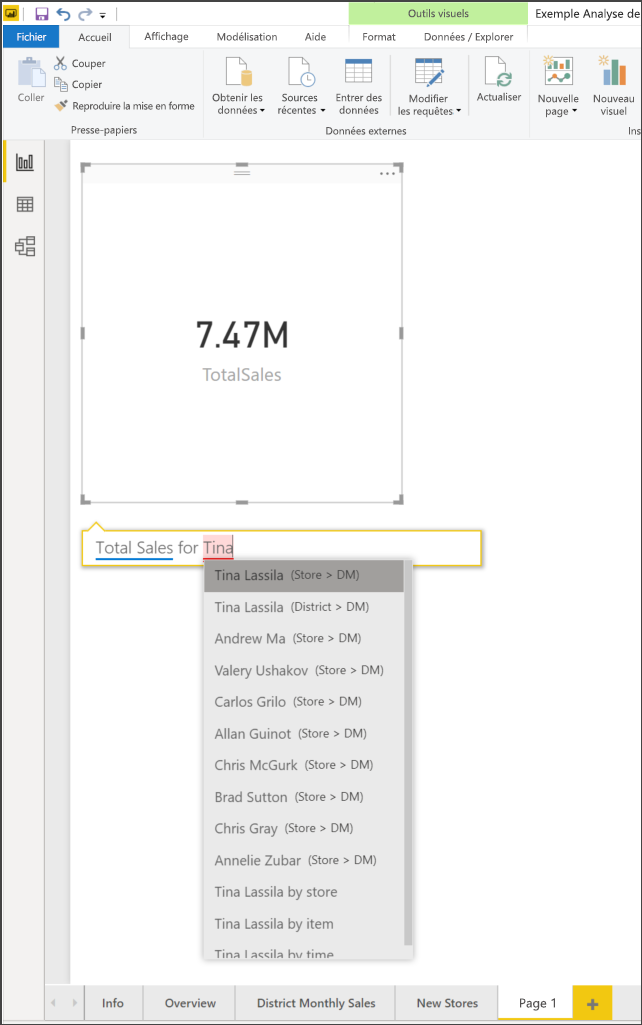 Outils visuels
Exemple Analyse de
Fichier
Accueil
Affichage
Modélisation
Aide
Format
Données / Explorer
Coller
Couper
Copier
Reproduire la mise en forme
Presse-papiers
Obtenir les
données
Sources
récentes
Entrer des
données
Modifier
les requêtes
Données externes
Actualiser
Nouvelle
page
Nouveau
visuel
Ins
7.47M
TotalSales
Total Sales for Tina
Tina Lassila (Store > DM)
Tina Lassila (District > DM)
Andrew Ma (Store > DM)
Valery Ushakov (Store > DM)
Carlos Grilo (Store > DM)
Allan Guinot (Store > DM)
Chris McGurk (Store > DM)
Brad Sutton (Store > DM)
Chris Gray (Store > DM)
Annelie Zubar (Store > DM)
Tina Lassila by store
Tina Lassila by item
Tina Lassila by time
Info
Overview
District Monthly Sales
New Stores
Page 1